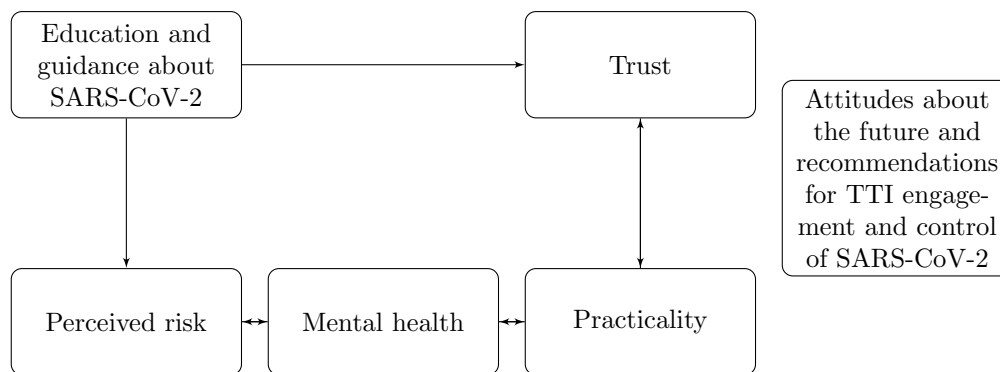 Education and
guidance about
SARS-CoV-2
Trust
Attitudes about
the future and
recommendations
for TTI engage-
ment and control
of SARS-CoV-2
Perceived risk
Mental health
Practicality